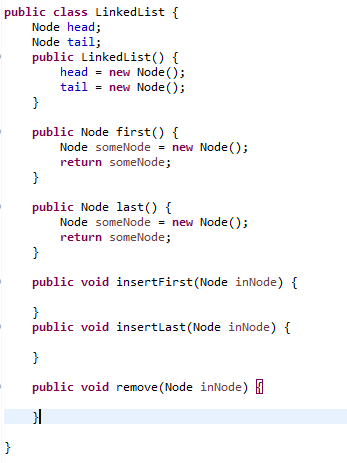 public class LinkedList {
    Node head;
    Node tail;
    public LinkedList() {
        head = new Node();
        tail = new Node();
    }

    public Node first() {
        Node someNode = new Node();
        return someNode;
    }

    public Node last() {
        Node someNode = new Node();
        return someNode;
    }

    public void insertFirst(Node inNode) {

    }
    public void insertLast(Node inNode) {

    }

    public void remove(Node inNode) {

    }

}